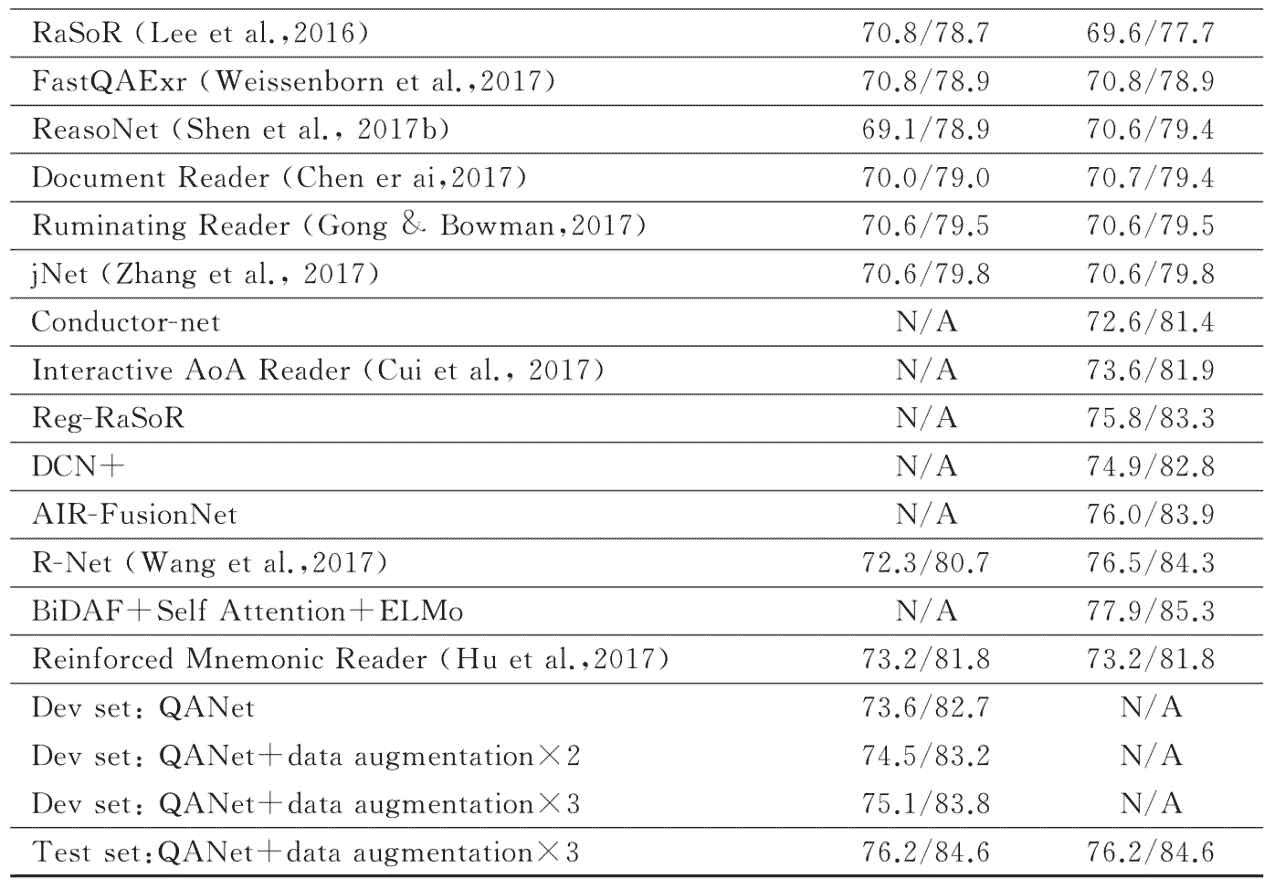 RaSoR (Lee et al.,2016) 70.8/78.7 69.6/77.7
FastQAExr (Weissenborn et al.,2017) 70.8/78.9 70.8/78.9
ReasoNet (Shen et al., 2017b) 69.1/78.9 70.6/79.4
Document Reader (Chen er ai,2017) 70.0/79.0 70.7/79.4
Ruminating Reader (Gong & Bowman,2017) 70.6/79.5 70.6/79.5
jNet (Zhang et al., 2017) 70.6/79.8 70.6/79.8
Conductor-net N/A 72.6/81.4
Interactive AoA Reader (Cui et al., 2017) N/A 73.6/81.9
Reg-RaSoR N/A 75.8/83.3
DCN+ N/A 74.9/82.8
AIR-FusionNet N/A 76.0/83.9
R-Net (Wang et al.,2017) 72.3/80.7 76.5/84.3
BiDAF+Self Attention+ELMo N/A 77.9/85.3
Reinforced Mnemonic Reader (Hu et al.,2017) 73.2/81.8 73.2/81.8
Dev set: QANet 73.6/82.7 N/A
Dev set: QANet+data augmentation×2 74.5/83.2 N/A
Dev set: QANet+data augmentation×3 75.1/83.8 N/A
Test set:QANet+data augmentation×3 76.2/84.6 76.2/84.6